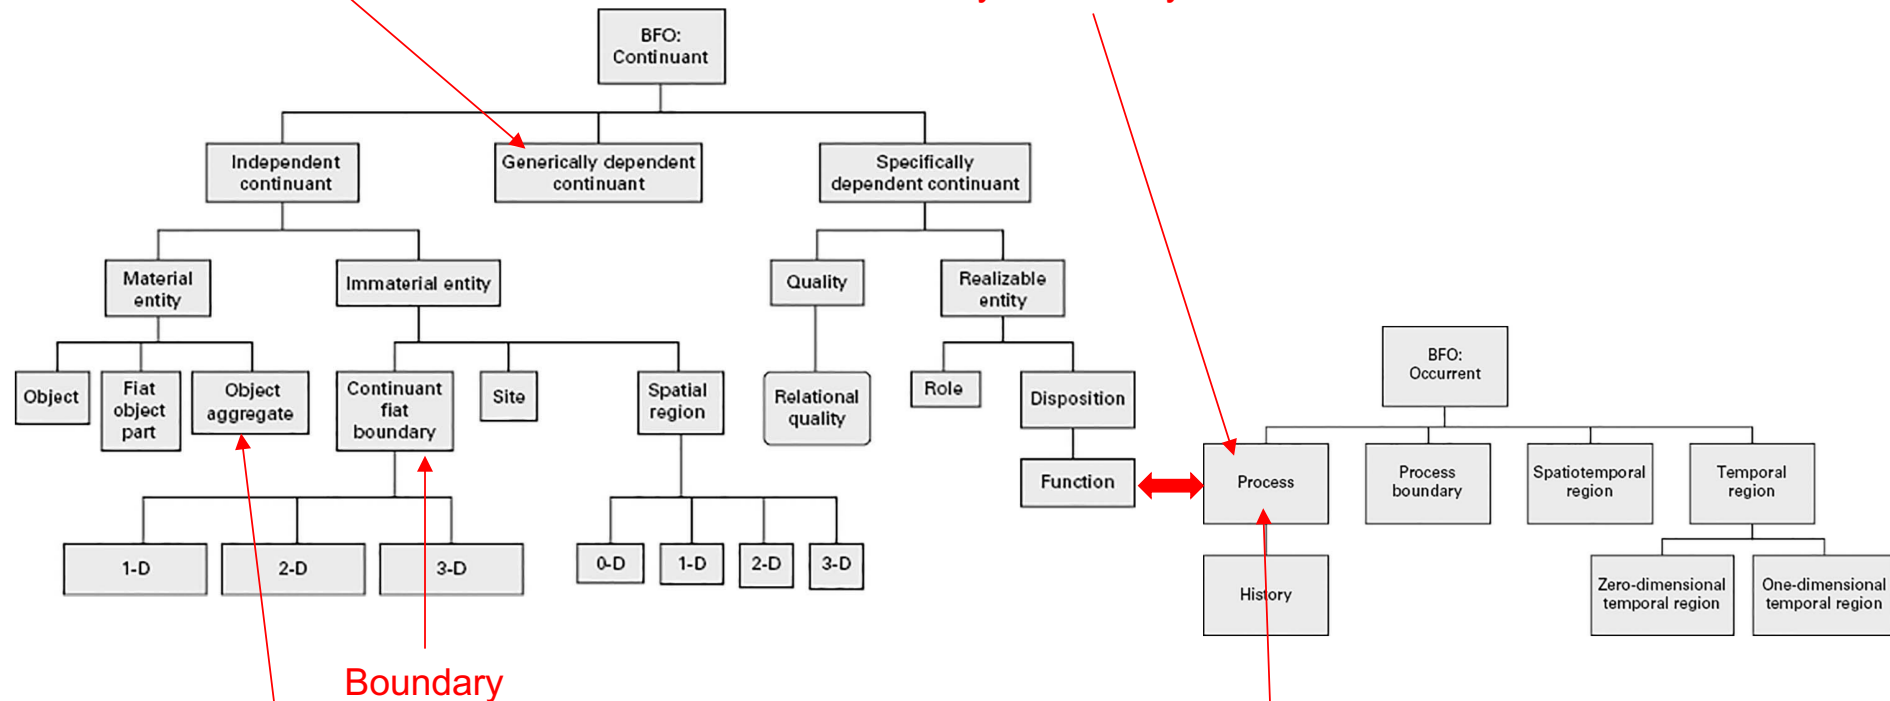 BFO:
Continuant
Independent
continuant
Generically dependent
continuant
Specifically
dependent continuant
Material
entity
Immaterial entity
Quality
Realizable
entity
Object
Fiat
object
part
Object
aggregate
Continuant
fiat
boundary
Site
Spatial
region
Relational
quality
Role
Disposition
Function
1-D
2-D
3-D
0-D
1-D
2-D
3-D
BFO:
Occurrent
Process
Process
boundary
Spatiotemporal
region
Temporal
region
History
Zero-dimensional
temporal region
One-dimensional
temporal region
Boundary